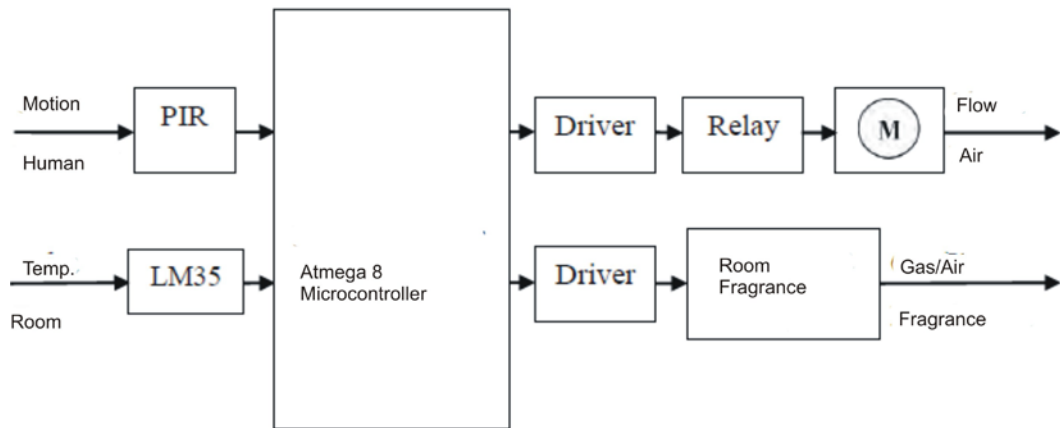 Motion
Human
PIR
Driver
Relay
M
Flow
Air
Temp.
Room
LM35
Atmega 8
Microcontroller
Driver
Room
Fragrance
Gas/Air
Fragrance